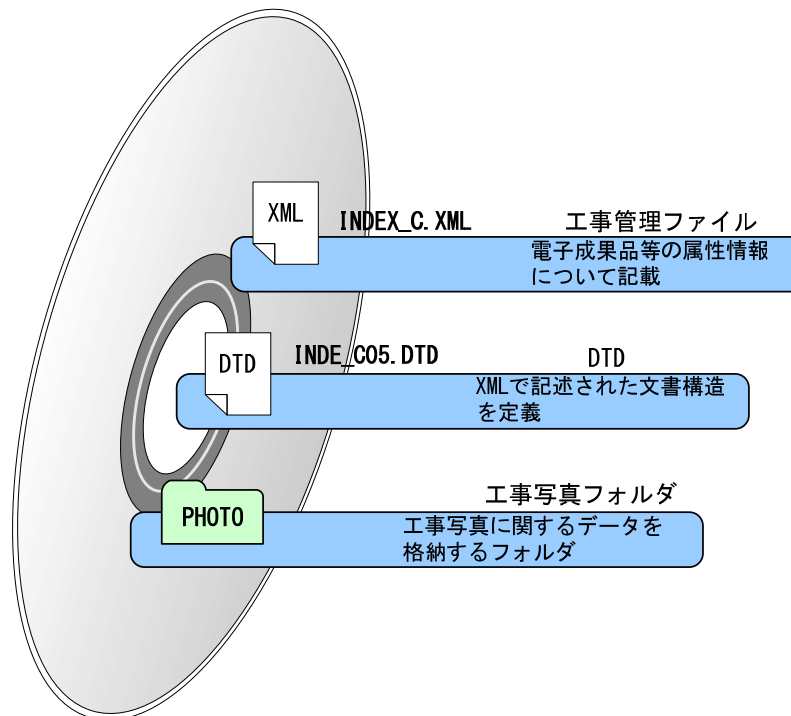 XML
INDEX_C.XML 工事管理ファイル
電子成果品等の属性情報
について記載
DTD
INDE_C05.DTD DTD
XMLで記述された文書構造
を定義
工事写真フォルダ
PHOTO
工事写真に関するデータを
格納するフォルダ